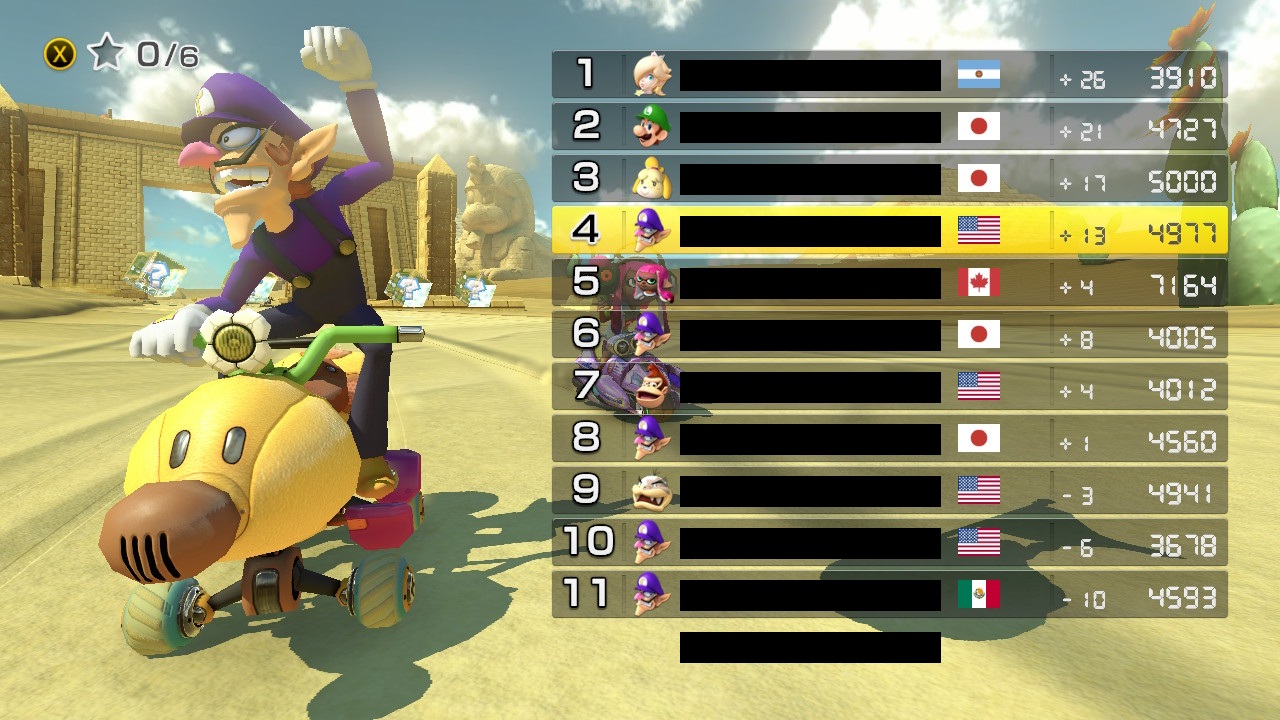 X 0/6
1 + 26 3910
2 + 21 4727
3 + 17 5000
4 + 13 4977
5 + 4 7164
6 + 8 4005
7 + 4 4012
8 + 1 4560
9 - 3 4941
10 - 6 3678
11 - 10 4593